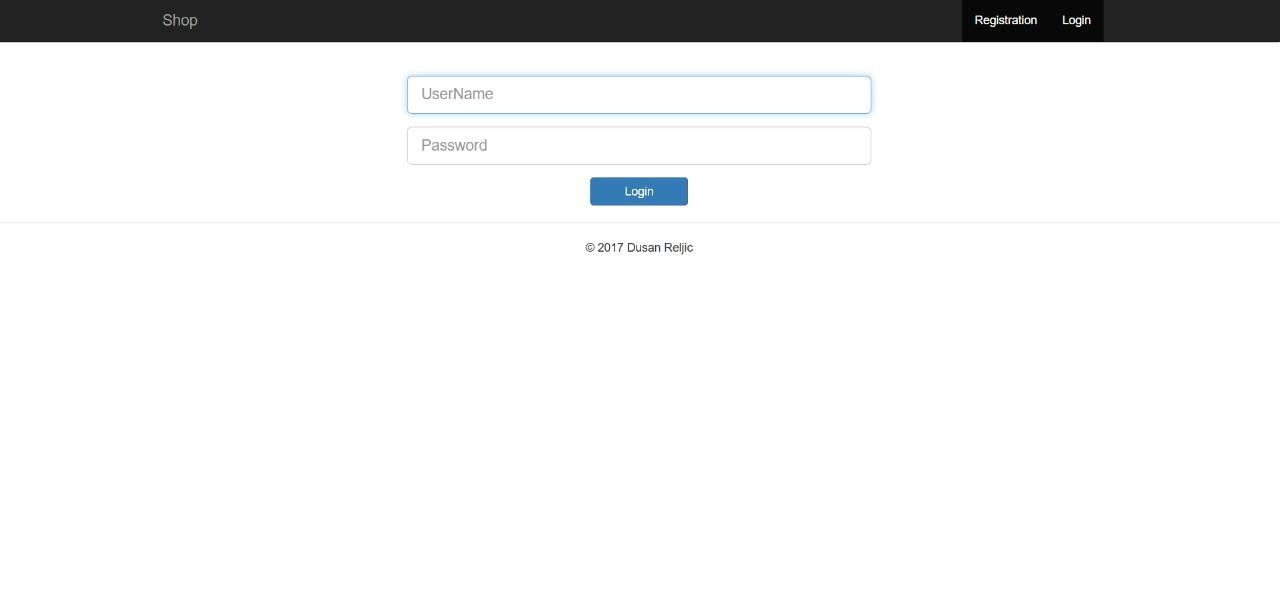 Shop
Registration
Login
UserName
Password
Login
© 2017 Dusan Reljic